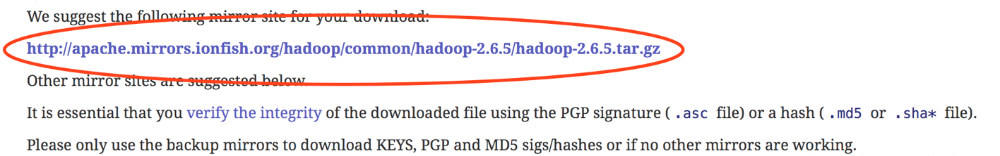 We suggest the following mirror site for your download:
http://apache.mirrors.ionfish.org/hadoop/common/hadoop-2.6.5/hadoop-2.6.5.tar.gz
Other mirror sites are suggested below.
It is essential that you verify the integrity of the downloaded file using the PGP signature ( .asc file) or a hash ( .md5 or .sha* file).
Please only use the backup mirrors to download KEYS, PGP and MD5 sigs/hashes or if no other mirrors are working.